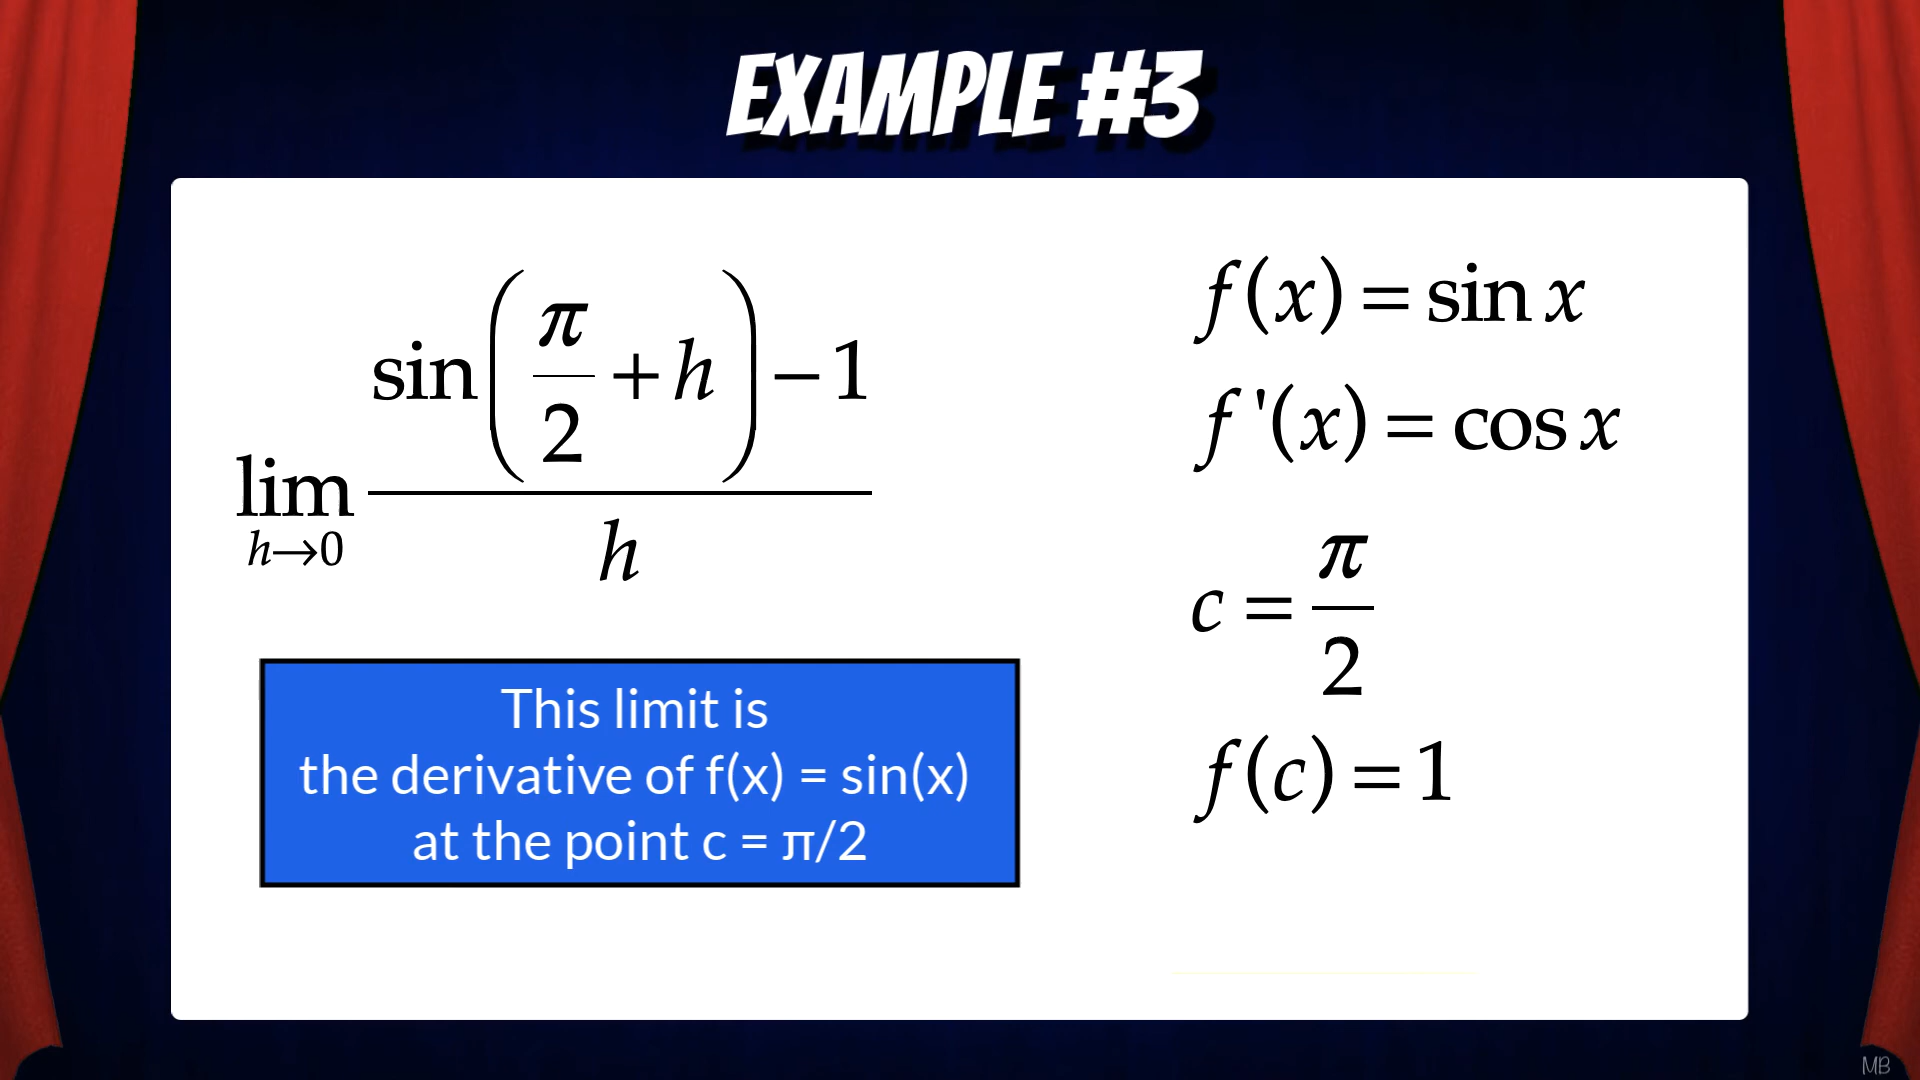 EXAMPLE #3
lim h→0 (sin(π/2 + h) − 1)/h
This limit is
the derivative of f(x) = sin(x)
at the point c = π/2
f(x) = sin x
f'(x) = cos x
c = π/2
f(c) = 1
MB